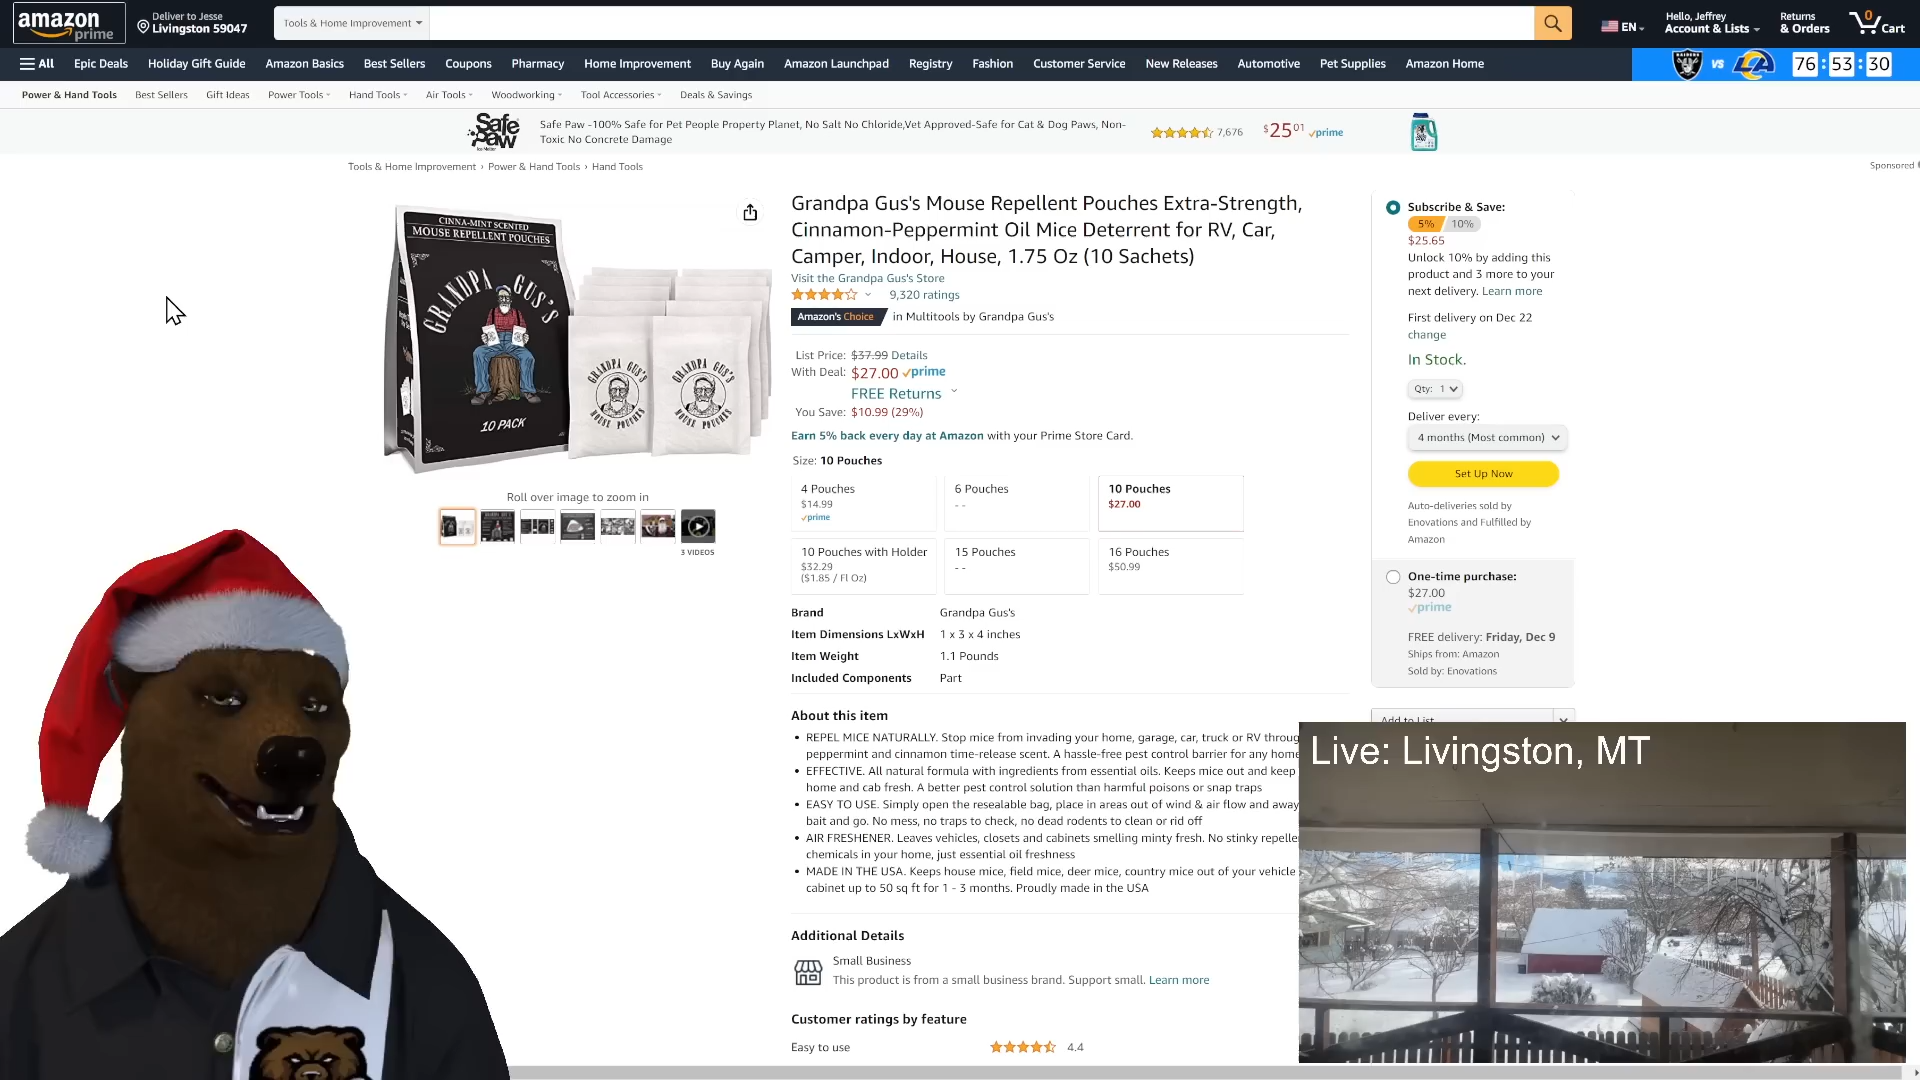 amazon
prime
Deliver to Jesse
Livingston 59047
Tools & Home Improvement
EN
Hello, Jeffrey
Account & Lists
Returns
& Orders
0
Cart
All
Epic Deals
Holiday Gift Guide
Amazon Basics
Best Sellers
Coupons
Pharmacy
Home Improvement
Buy Again
Amazon Launchpad
Registry
Fashion
Customer Service
New Releases
Automotive
Pet Supplies
Amazon Home
RAIDERS
VS
76 : 53 : 30
Power & Hand Tools
Best Sellers
Gift Ideas
Power Tools
Hand Tools
Air Tools
Woodworking
Tool Accessories
Deals & Savings
Safe
Paw
Safe Paw -100% Safe for Pet People Property Planet, No Salt No Chloride,Vet Approved-Safe for Cat & Dog Paws, Non-
Toxic No Concrete Damage
7,676
$25 01
prime
Sponsored
Tools & Home Improvement › Power & Hand Tools › Hand Tools
CINNA-MINT SCENTED
MOUSE REPELLENT POUCHES
GRANDPA GUS'S
10 PACK
GRANDPA GUS'S
MOUSE POUCHES
GRANDPA GUS'S
MOUSE POUCHES
Roll over image to zoom in
3 VIDEOS
Grandpa Gus's Mouse Repellent Pouches Extra-Strength,
Cinnamon-Peppermint Oil Mice Deterrent for RV, Car,
Camper, Indoor, House, 1.75 Oz (10 Sachets)
Visit the Grandpa Gus's Store
9,320 ratings
Amazon's Choice in Multitools by Grandpa Gus's
List Price: $37.99 Details
With Deal: $27.00 prime
FREE Returns
You Save: $10.99 (29%)
Earn 5% back every day at Amazon with your Prime Store Card.
Size: 10 Pouches
4 Pouches
$14.99
prime
6 Pouches
- -
10 Pouches
$27.00
10 Pouches with Holder
$32.29
($1.85 / Fl Oz)
15 Pouches
- -
16 Pouches
$50.99
Brand Grandpa Gus's
Item Dimensions LxWxH 1 x 3 x 4 inches
Item Weight 1.1 Pounds
Included Components Part
About this item
• REPEL MICE NATURALLY. Stop mice from invading your home, garage, car, truck or RV throug
peppermint and cinnamon time-release scent. A hassle-free pest control barrier for any home
• EFFECTIVE. All natural formula with ingredients from essential oils. Keeps mice out and keep
home and cab fresh. A better pest control solution than harmful poisons or snap traps
• EASY TO USE. Simply open the resealable bag, place in areas out of wind & air flow and away
bait and go. No mess, no traps to check, no dead rodents to clean or rid off
• AIR FRESHENER. Leaves vehicles, closets and cabinets smelling minty fresh. No stinky repelle
chemicals in your home, just essential oil freshness
• MADE IN THE USA. Keeps house mice, field mice, deer mice, country mice out of your vehicle
cabinet up to 50 sq ft for 1 - 3 months. Proudly made in the USA
Additional Details
Small Business
This product is from a small business brand. Support small. Learn more
Customer ratings by feature
Easy to use 4.4
Subscribe & Save:
5% 10%
$25.65
Unlock 10% by adding this
product and 3 more to your
next delivery. Learn more
First delivery on Dec 22
change
In Stock.
Qty: 1
Deliver every:
4 months (Most common)
Set Up Now
Auto-deliveries sold by
Enovations and Fulfilled by
Amazon
One-time purchase:
$27.00
prime
FREE delivery: Friday, Dec 9
Ships from: Amazon
Sold by: Enovations
Add to List
Live: Livingston, MT